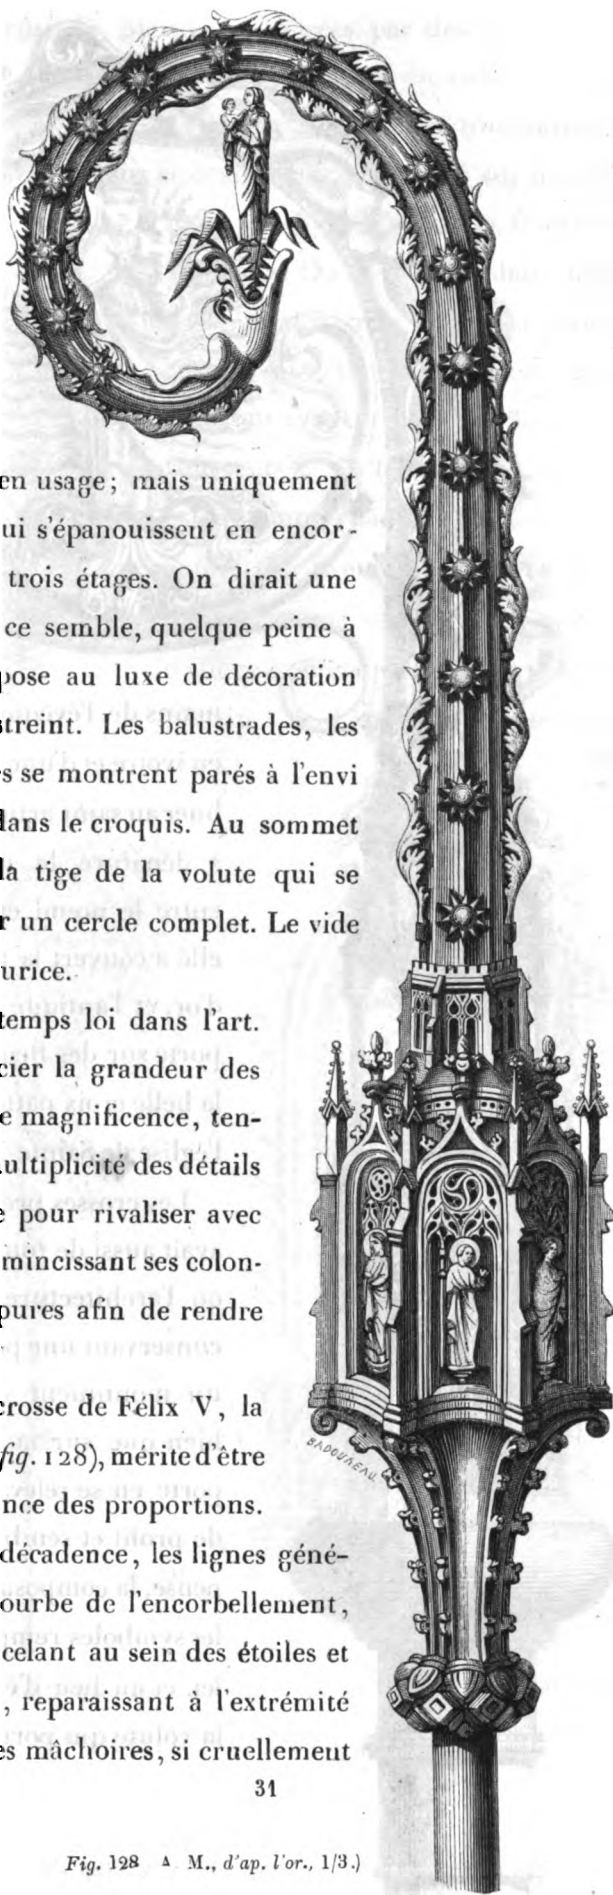 en usage; mais uniquement
ui s'épanouissent en encor-
trois étages. On dirait une
ce semble, quelque peine à
pose au luxe de décoration
streint. Les balustrades, les
s se montrent parés à l'envi
dans le croquis. Au sommet
la tige de la volute qui se
r un cercle complet. Le vide
urice.
temps loi dans l'art.
cier la grandeur des
e magnificence, ten-
ultiplicité des détails
e pour rivaliser avec
mincissant ses colon-
pures afin de rendre
crosse de Félix V, la
fig. 128), mérite d'être
nce des proportions.
BADOUREAU.
décadence, les lignes géné-
ourbe de l'encorbellement,
celant au sein des étoiles et
, reparaissant à l'extrémité
es mâchoires, si cruellement
31
Fig. 128 A M., d'ap. l'or., 1/3.)